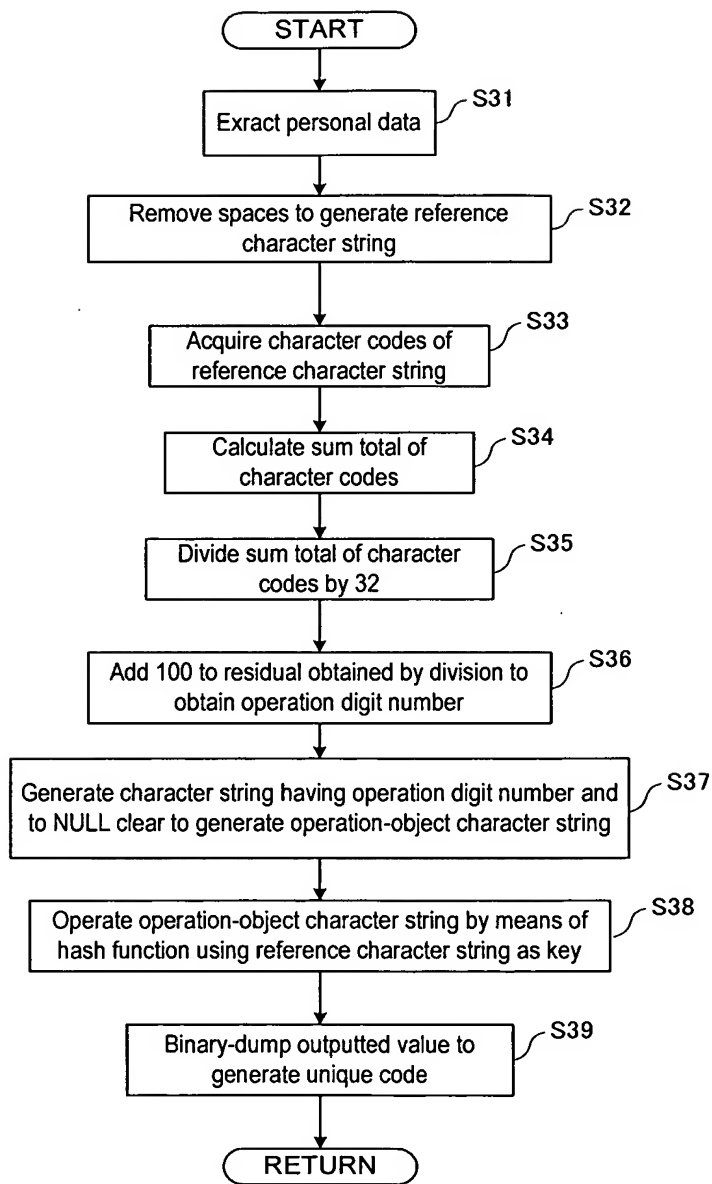 START
S31
Exract personal data
S32
Remove spaces to generate reference
character string
S33
Acquire character codes of
reference character string
S34
Calculate sum total of
character codes
S35
Divide sum total of character
codes by 32
S36
Add 100 to residual obtained by division to
obtain operation digit number
S37
Generate character string having operation digit number and
to NULL clear to generate operation-object character string
S38
Operate operation-object character string by means of
hash function using reference character string as key
S39
Binary-dump outputted value to
generate unique code
RETURN